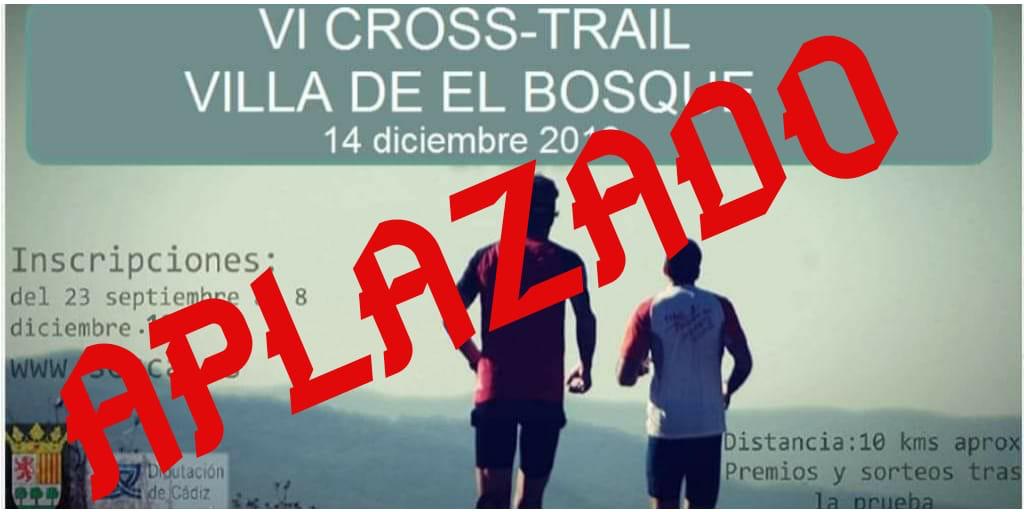 VI CROSS-TRAIL
VILLA DE EL BOSQUE
14 diciembre
APLAZADO
Inscripciones:
del 23 septiembre 8
diciembre
Distancia:10 kms aprox
Premios y sorteos tras
la prueba
Diputación
de Cádiz